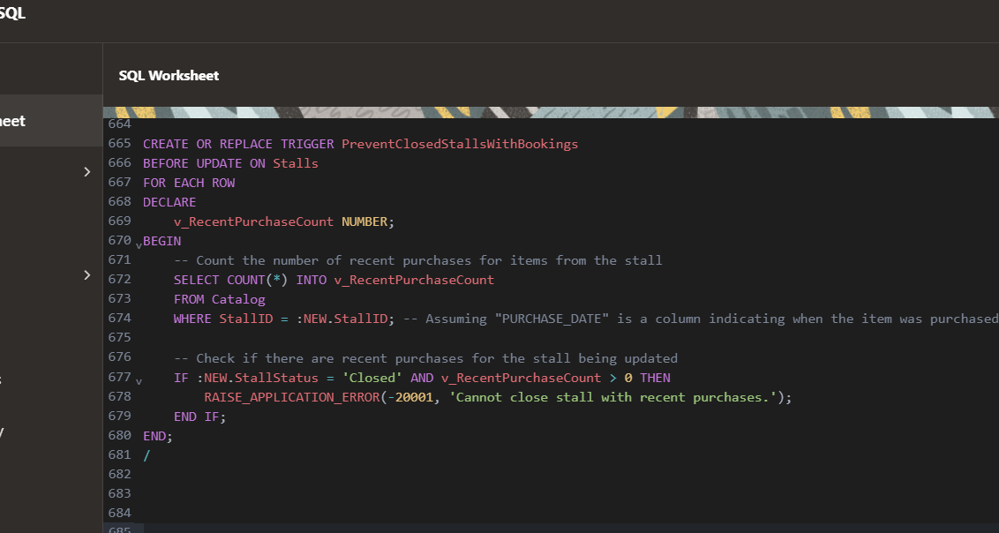 SQL
SQL Worksheet
664
665 CREATE OR REPLACE TRIGGER PreventClosedStallsWithBookings
666 BEFORE UPDATE ON Stalls
667 FOR EACH ROW
668 DECLARE
669     v_RecentPurchaseCount NUMBER;
670 BEGIN
671     -- Count the number of recent purchases for items from the stall
672     SELECT COUNT(*) INTO v_RecentPurchaseCount
673     FROM Catalog
674     WHERE StallID = :NEW.StallID; -- Assuming "PURCHASE_DATE" is a column indicating when the item was purchased
675
676     -- Check if there are recent purchases for the stall being updated
677     IF :NEW.StallStatus = 'Closed' AND v_RecentPurchaseCount > 0 THEN
678         RAISE_APPLICATION_ERROR(-20001, 'Cannot close stall with recent purchases.');
679     END IF;
680 END;
681 /
682
683
684
685